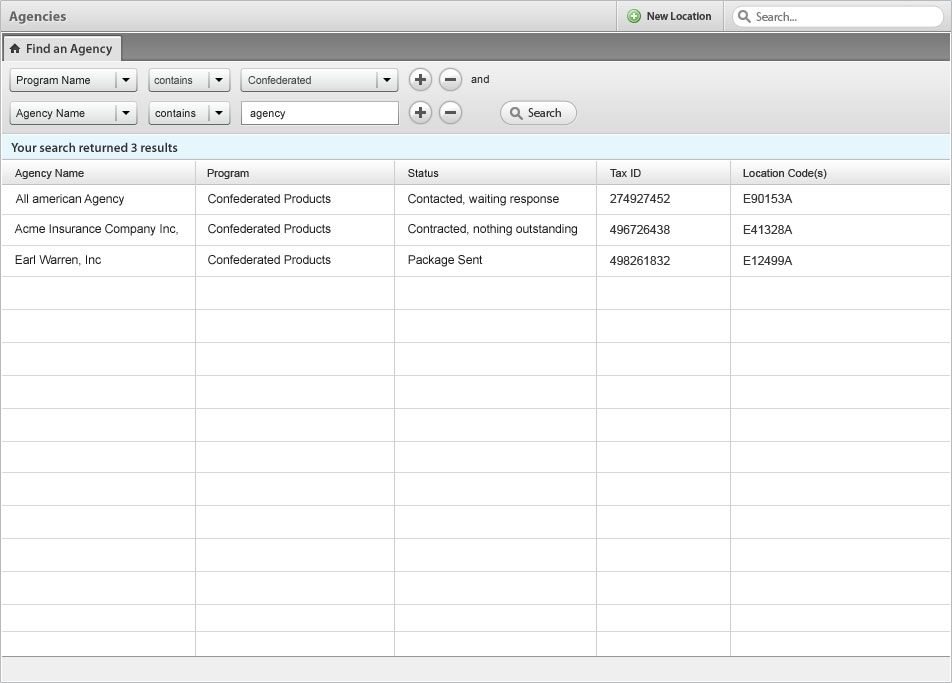 Agencies New Location Search...
Find an Agency
Program Name contains Confederated and
Agency Name contains agency Search
Your search returned 3 results
Agency Name Program Status Tax ID Location Code(s)
All american Agency Confederated Products Contacted, waiting response 274927452 E90153A
Acme Insurance Company Inc, Confederated Products Contracted, nothing outstanding 496726438 E41328A
Earl Warren, Inc Confederated Products Package Sent 498261832 E12499A